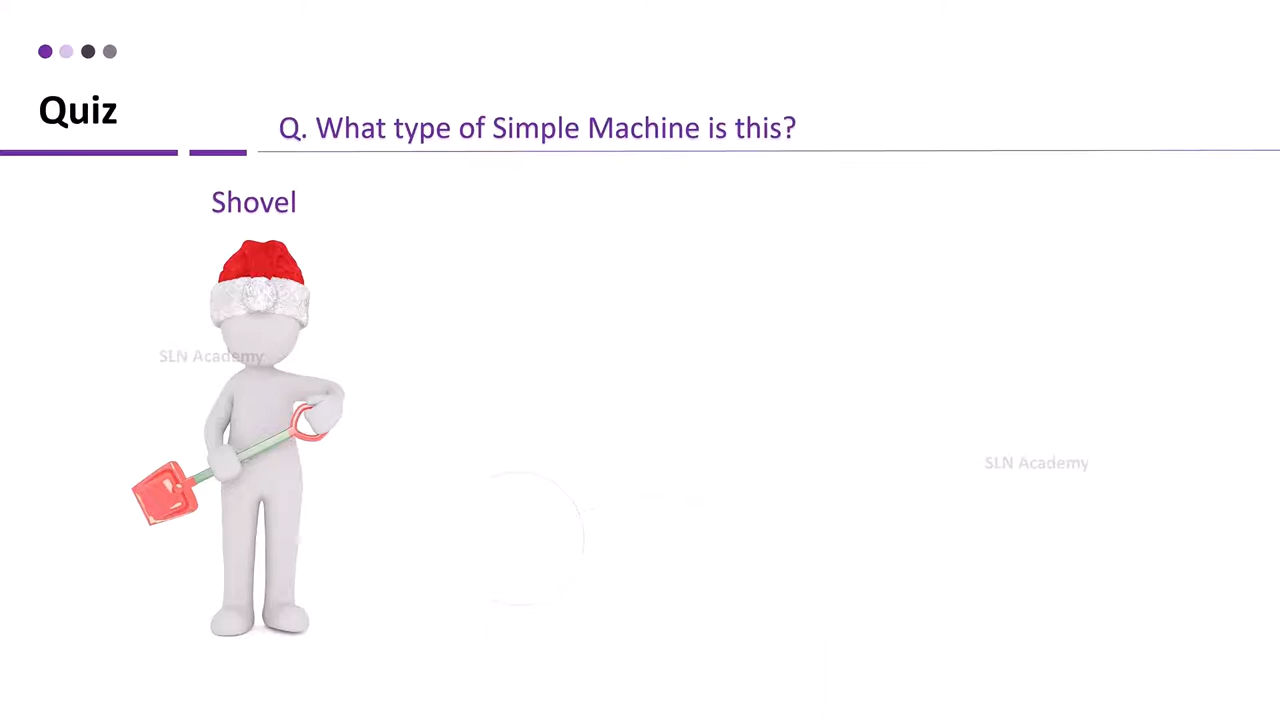 Quiz
Q. What type of Simple Machine is this?
Shovel
SLN Academy
SLN Academy